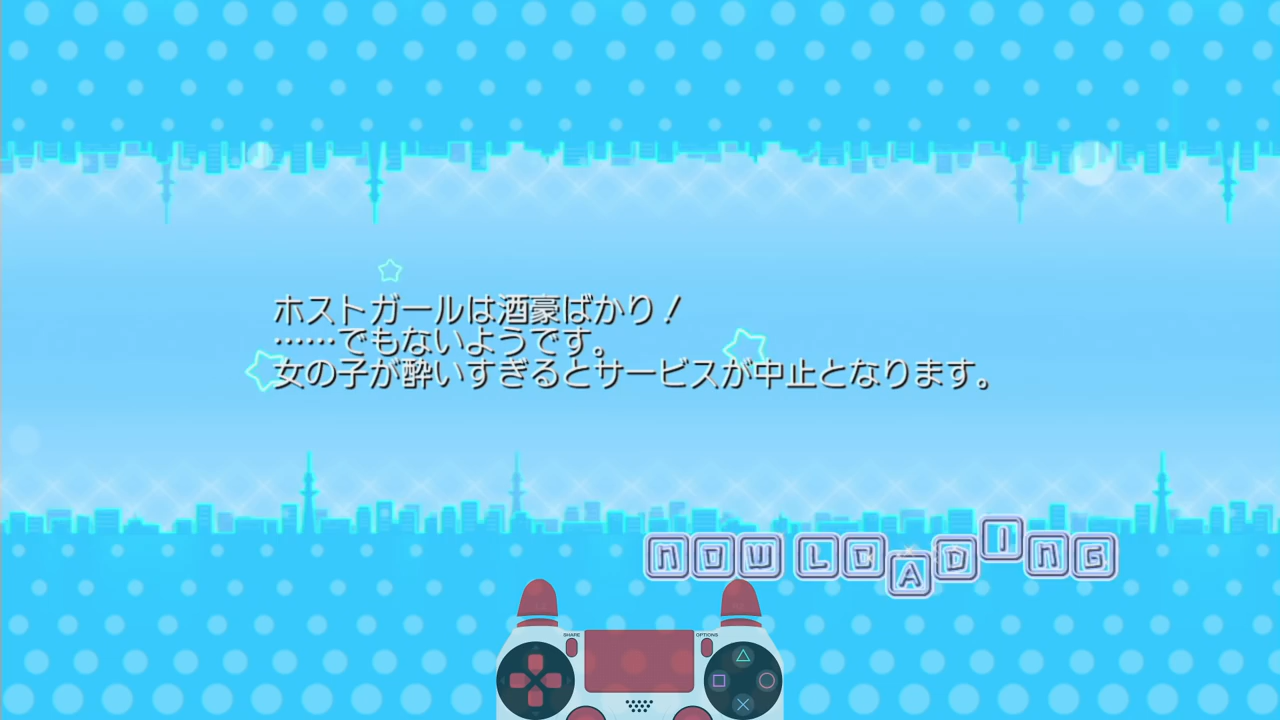 ホストガールは酒豪ばかり！
……でもないようです。
女の子が酔いすぎるとサービスが中止となります。
NOW LOADING
SHARE
OPTIONS